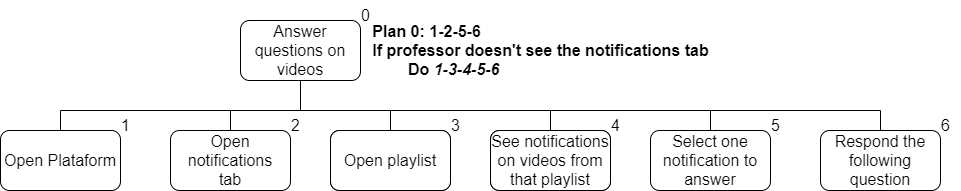 0
Answer
questions on
videos
Plan 0: 1-2-5-6
If professor doesn't see the notifications tab
Do 1-3-4-5-6
1
Open Plataform
2
Open
notifications
tab
3
Open playlist
4
See notifications
on videos from
that playlist
5
Select one
notification to
answer
6
Respond the
following
question